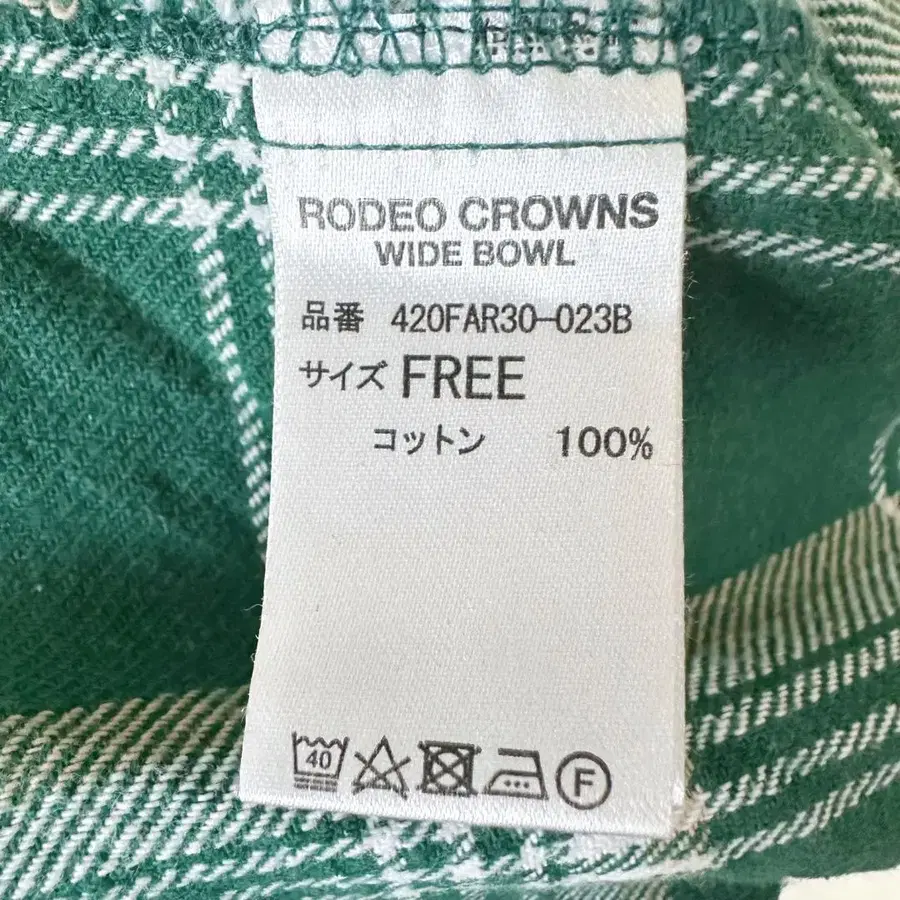 RODEO CROWNS
WIDE BOWL
品番 420FAR30-023B
サイズ FREE
コットン 100%
40 F